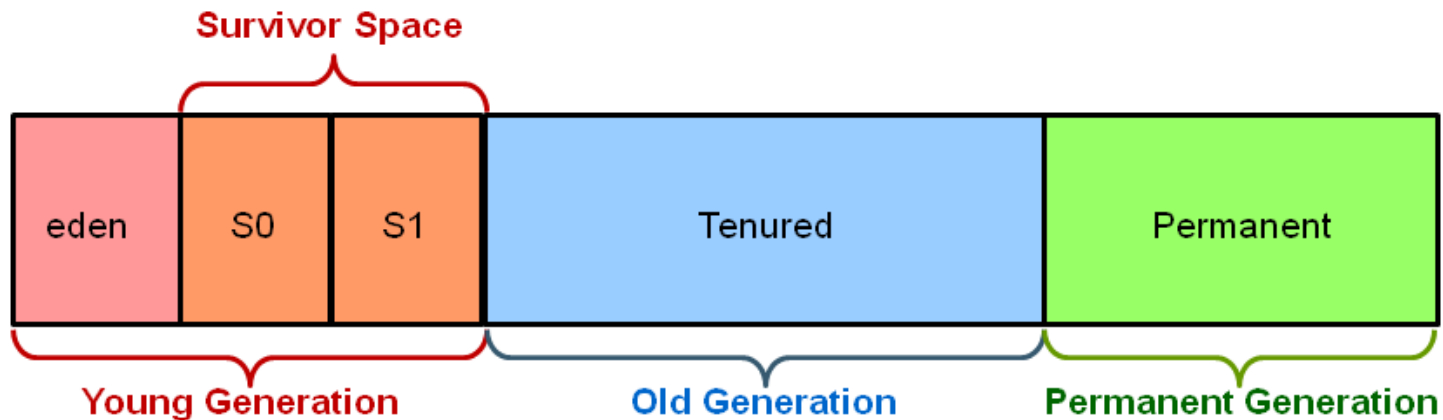 Survivor Space
eden S0 S1 Tenured Permanent
Young Generation Old Generation Permanent Generation